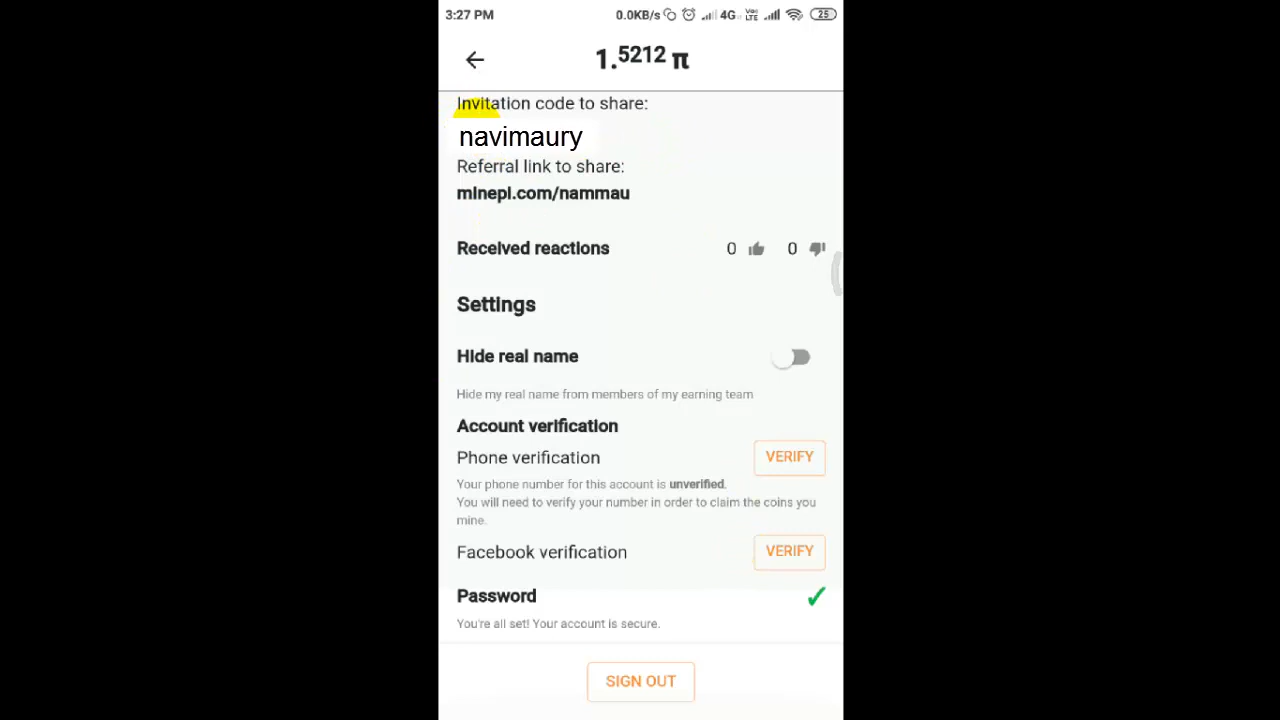 3:27 PM 0.0KB/s 4G Vo LTE 25
1.5212 π
Invitation code to share:
navimaury
Referral link to share:
minepi.com/nammau
Received reactions 0 0
Settings
Hide real name
Hide my real name from members of my earning team
Account verification
Phone verification VERIFY
Your phone number for this account is unverified.
You will need to verify your number in order to claim the coins you
mine.
Facebook verification VERIFY
Password
You're all set! Your account is secure.
SIGN OUT